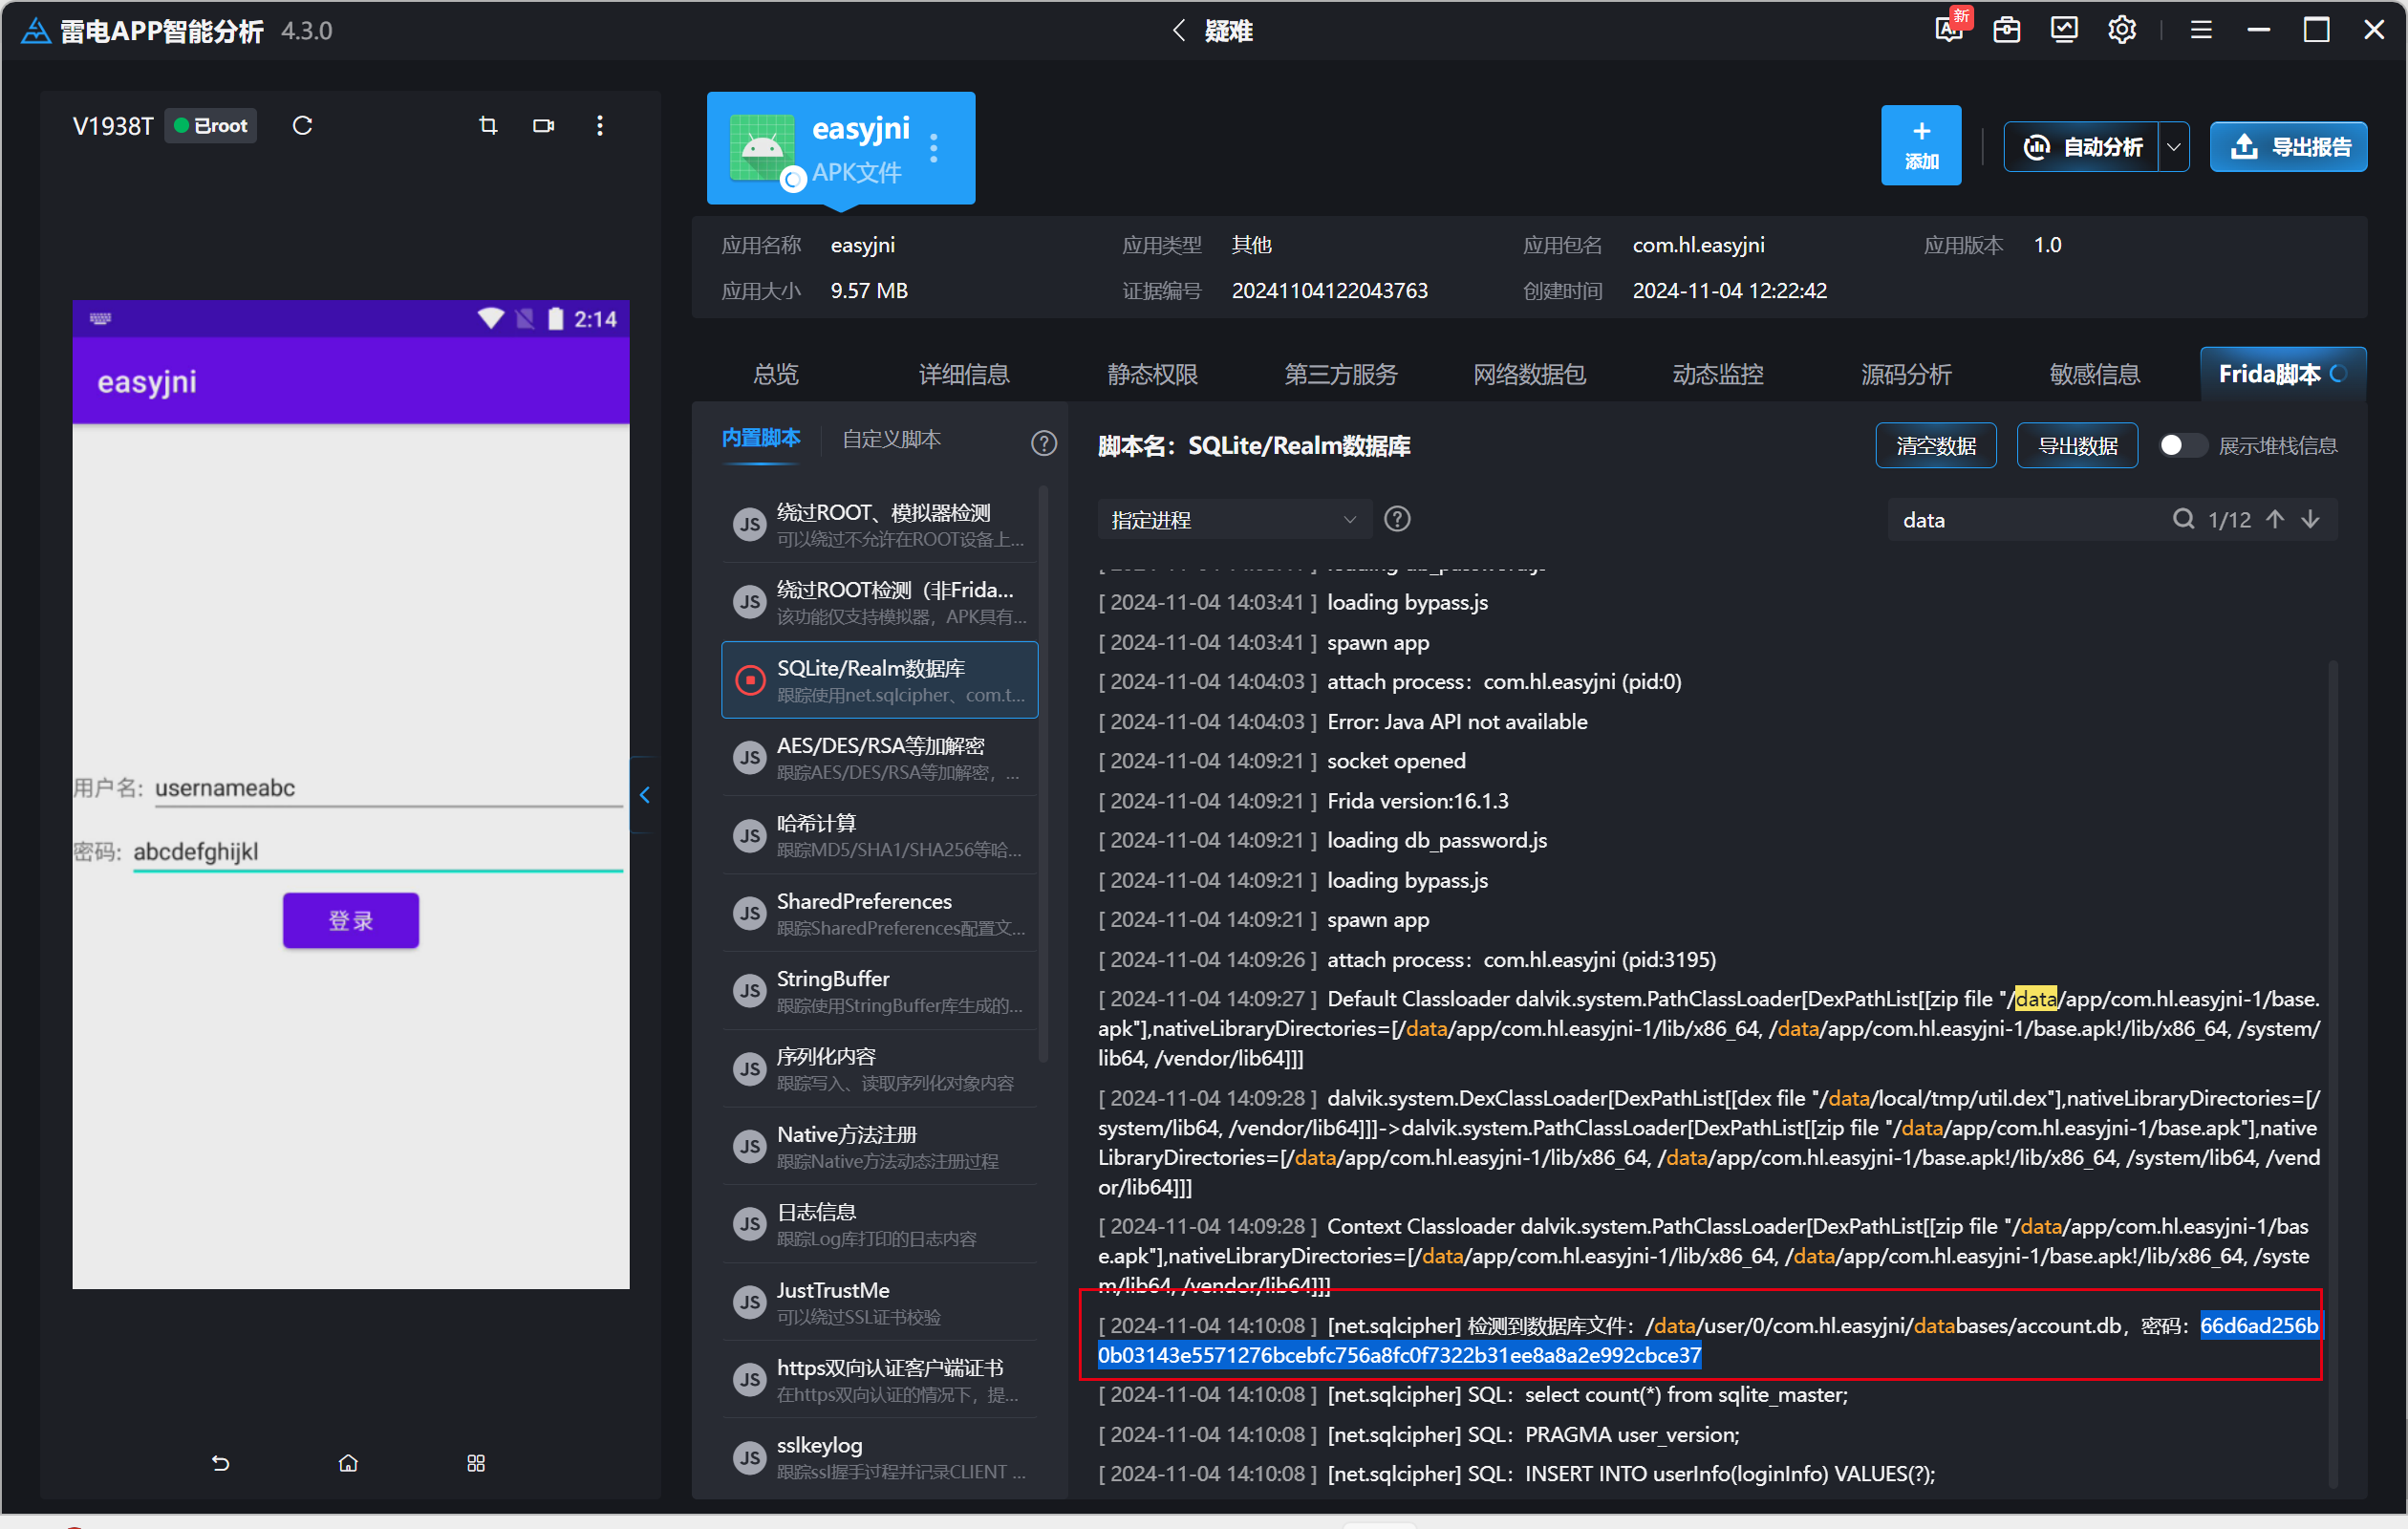 雷电APP智能分析 4.3.0
疑难
新
V1938T 已root
easyjni
APK文件
添加
自动分析
导出报告
应用名称 easyjni 应用类型 其他 应用包名 com.hl.easyjni 应用版本 1.0
应用大小 9.57 MB 证据编号 20241104122043763 创建时间 2024-11-04 12:22:42
总览 详细信息 静态权限 第三方服务 网络数据包 动态监控 源码分析 敏感信息 Frida脚本
2:14
easyjni
用户名: usernameabc
密码: abcdefghijkl
登录
内置脚本 自定义脚本
JS 绕过ROOT、模拟器检测
可以绕过不允许在ROOT设备上...
JS 绕过ROOT检测（非Frida...
该功能仅支持模拟器，APK具有...
SQLite/Realm数据库
跟踪使用net.sqlcipher、com.t...
JS AES/DES/RSA等加解密
跟踪AES/DES/RSA等加解密，...
JS 哈希计算
跟踪MD5/SHA1/SHA256等哈...
JS SharedPreferences
跟踪SharedPreferences配置文...
JS StringBuffer
跟踪使用StringBuffer库生成的...
JS 序列化内容
跟踪写入、读取序列化对象内容
JS Native方法注册
跟踪Native方法动态注册过程
JS 日志信息
跟踪Log库打印的日志内容
JS JustTrustMe
可以绕过SSL证书校验
JS https双向认证客户端证书
在https双向认证的情况下，提...
JS sslkeylog
跟踪ssl握手过程并记录CLIENT ...
脚本名：SQLite/Realm数据库
清空数据 导出数据 展示堆栈信息
指定进程
data 1/12
[ 2024-11-04 14:03:41 ] loading bypass.js
[ 2024-11-04 14:03:41 ] spawn app
[ 2024-11-04 14:04:03 ] attach process：com.hl.easyjni (pid:0)
[ 2024-11-04 14:04:03 ] Error: Java API not available
[ 2024-11-04 14:09:21 ] socket opened
[ 2024-11-04 14:09:21 ] Frida version:16.1.3
[ 2024-11-04 14:09:21 ] loading db_password.js
[ 2024-11-04 14:09:21 ] loading bypass.js
[ 2024-11-04 14:09:21 ] spawn app
[ 2024-11-04 14:09:26 ] attach process：com.hl.easyjni (pid:3195)
[ 2024-11-04 14:09:27 ] Default Classloader dalvik.system.PathClassLoader[DexPathList[[zip file "/data/app/com.hl.easyjni-1/base.
apk"],nativeLibraryDirectories=[/data/app/com.hl.easyjni-1/lib/x86_64, /data/app/com.hl.easyjni-1/base.apk!/lib/x86_64, /system/
lib64, /vendor/lib64]]]
[ 2024-11-04 14:09:28 ] dalvik.system.DexClassLoader[DexPathList[[dex file "/data/local/tmp/util.dex"],nativeLibraryDirectories=[/
system/lib64, /vendor/lib64]]]->dalvik.system.PathClassLoader[DexPathList[[zip file "/data/app/com.hl.easyjni-1/base.apk"],native
LibraryDirectories=[/data/app/com.hl.easyjni-1/lib/x86_64, /data/app/com.hl.easyjni-1/base.apk!/lib/x86_64, /system/lib64, /vend
or/lib64]]]
[ 2024-11-04 14:09:28 ] Context Classloader dalvik.system.PathClassLoader[DexPathList[[zip file "/data/app/com.hl.easyjni-1/bas
e.apk"],nativeLibraryDirectories=[/data/app/com.hl.easyjni-1/lib/x86_64, /data/app/com.hl.easyjni-1/base.apk!/lib/x86_64, /syste
m/lib64, /vendor/lib64]]]
[ 2024-11-04 14:10:08 ] [net.sqlcipher] 检测到数据库文件：/data/user/0/com.hl.easyjni/databases/account.db，密码：66d6ad256b
0b03143e5571276bcebfc756a8fc0f7322b31ee8a8a2e992cbce37
[ 2024-11-04 14:10:08 ] [net.sqlcipher] SQL：select count(*) from sqlite_master;
[ 2024-11-04 14:10:08 ] [net.sqlcipher] SQL：PRAGMA user_version;
[ 2024-11-04 14:10:08 ] [net.sqlcipher] SQL：INSERT INTO userInfo(loginInfo) VALUES(?);